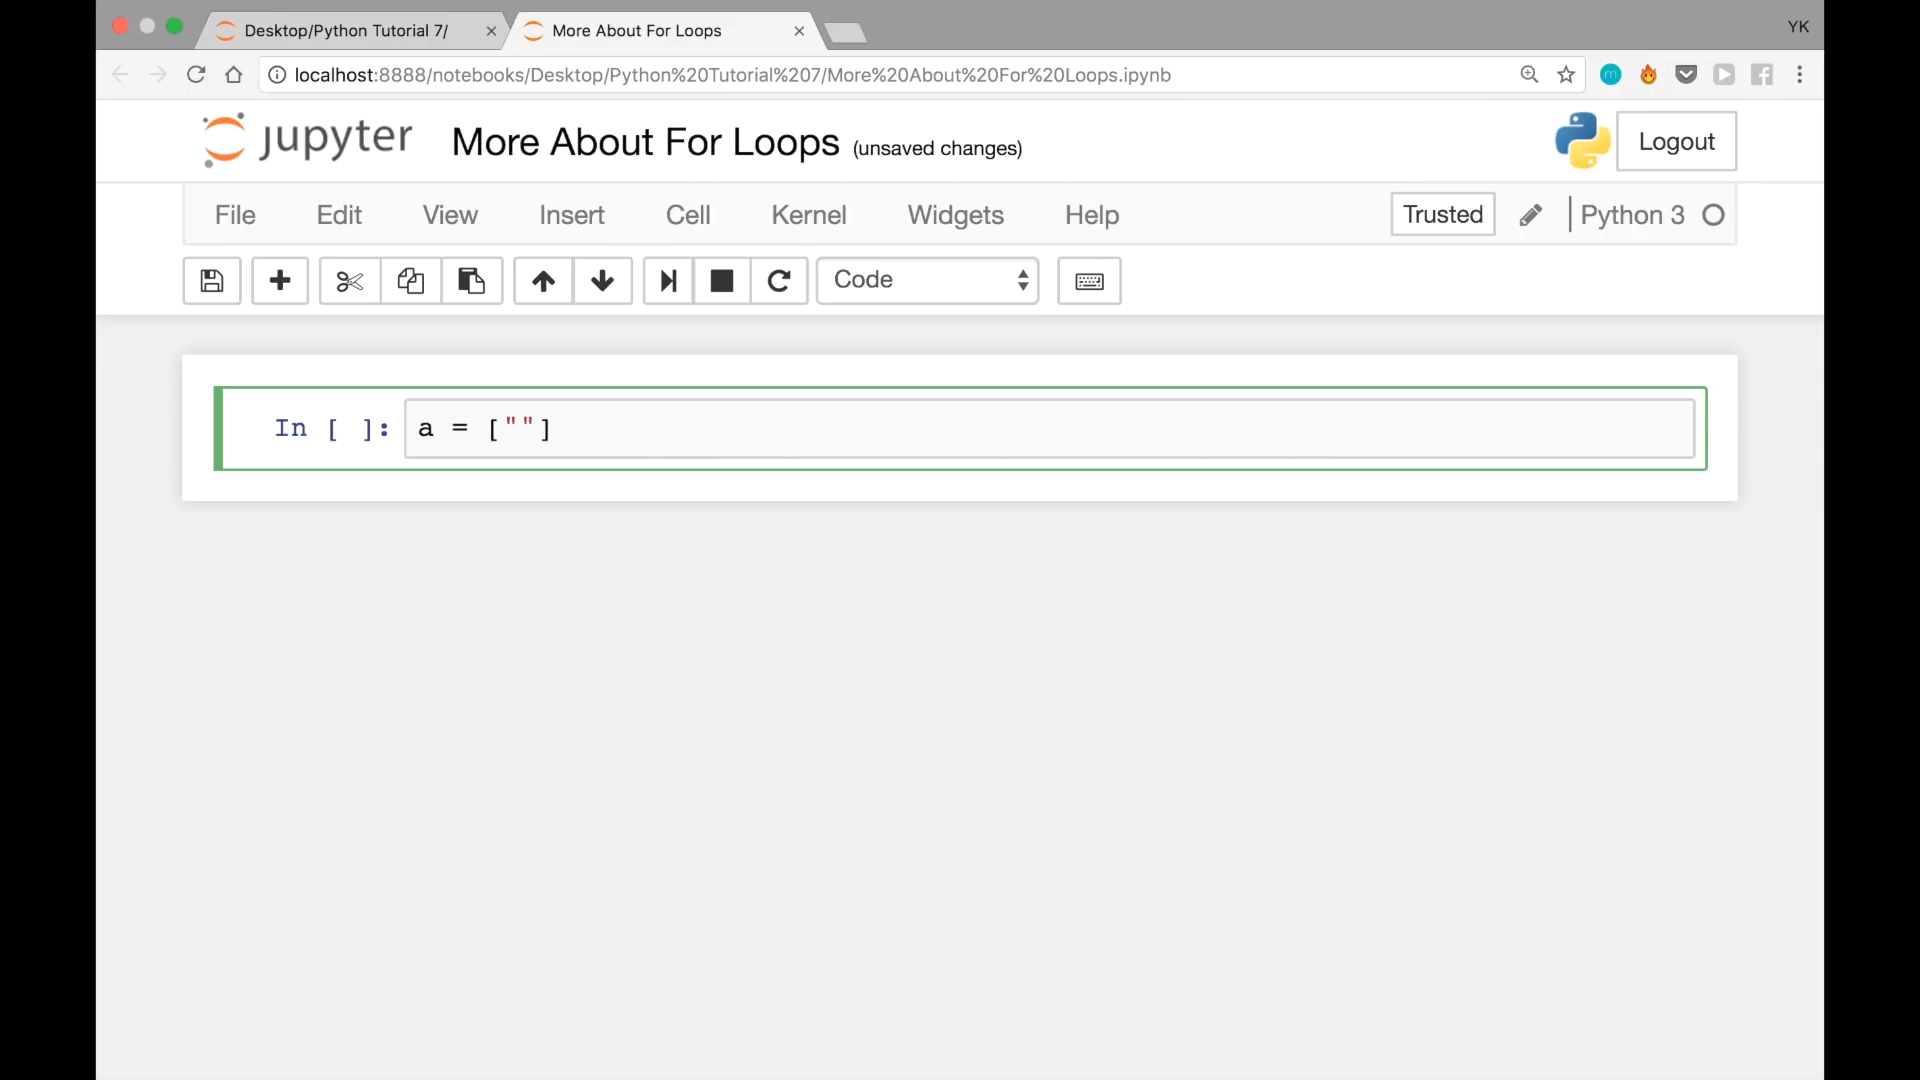 Desktop/Python Tutorial 7/
More About For Loops
YK
localhost:8888/notebooks/Desktop/Python%20Tutorial%207/More%20About%20For%20Loops.ipynb
m
jupyter More About For Loops (unsaved changes)
Logout
File Edit View Insert Cell Kernel Widgets Help
Trusted
Python 3
Code
In [ ]: a = [""]